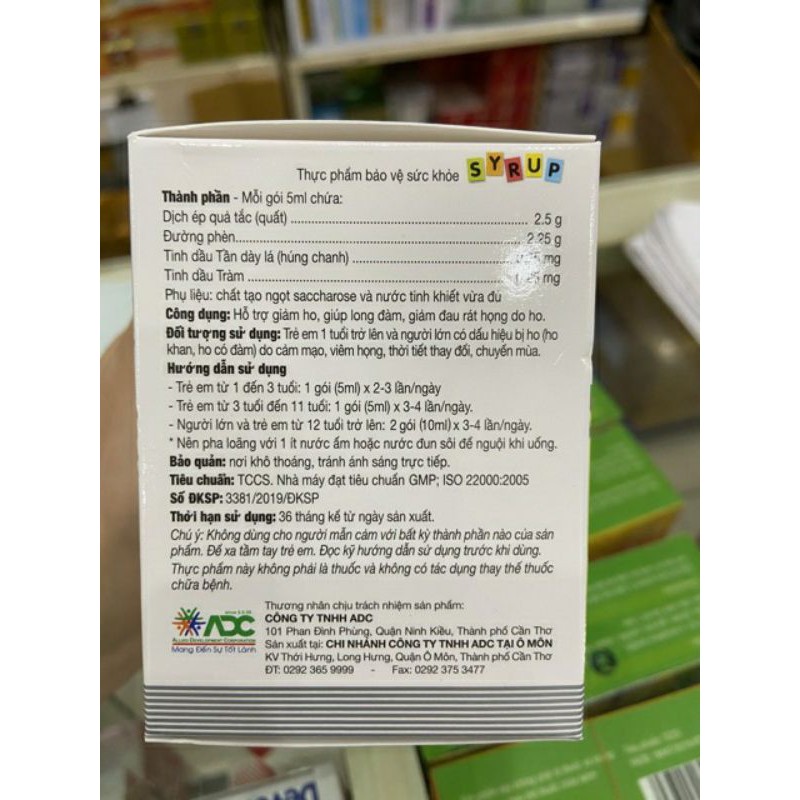 Thực phẩm bảo vệ sức khỏe SYRUP
Thành phần - Mỗi gói 5ml chứa:
Dịch ép quả tắc (quất) ........ 2.5 g
Đường phèn........ 2.25 g
Tinh dầu Tần dày lá (húng chanh) ........ mg
Tinh dầu Tràm ........ mg
Phụ liệu: chất tạo ngọt saccharose và nước tinh khiết vừa đủ
Công dụng: Hỗ trợ giảm ho, giúp long đàm, giảm đau rát họng do ho.
Đối tượng sử dụng: Trẻ em 1 tuổi trở lên và người lớn có dấu hiệu bị ho (ho
khan, ho có đàm) do cảm mạo, viêm họng, thời tiết thay đổi, chuyển mùa.
Hướng dẫn sử dụng
- Trẻ em từ 1 đến 3 tuổi: 1 gói (5ml) x 2-3 lần/ngày
- Trẻ em từ 3 tuổi đến 11 tuổi: 1 gói (5ml) x 3-4 lần/ngày.
- Người lớn và trẻ em từ 12 tuổi trở lên: 2 gói (10ml) x 3-4 lần/ngày.
* Nên pha loãng với 1 ít nước ấm hoặc nước đun sôi để nguội khi uống.
Bảo quản: nơi khô thoáng, tránh ánh sáng trực tiếp.
Tiêu chuẩn: TCCS. Nhà máy đạt tiêu chuẩn GMP; ISO 22000:2005
Số ĐKSP: 3381/2019/ĐKSP
Thời hạn sử dụng: 36 tháng kể từ ngày sản xuất.
Chú ý: Không dùng cho người mẫn cảm với bất kỳ thành phần nào của sản
phẩm. Để xa tầm tay trẻ em. Đọc kỹ hướng dẫn sử dụng trước khi dùng.
Thực phẩm này không phải là thuốc và không có tác dụng thay thế thuốc
chữa bệnh.
ADC
ALLIED DEVELOPMENT CORPORATION
Mang Đến Sự Tốt Lành
Thương nhân chịu trách nhiệm sản phẩm:
CÔNG TY TNHH ADC
101 Phan Đình Phùng, Quận Ninh Kiều, Thành phố Cần Thơ
Sản xuất tại: CHI NHÁNH CÔNG TY TNHH ADC TẠI Ô MÔN
KV Thới Hưng, Long Hưng, Quận Ô Môn, Thành phố Cần Thơ
ĐT: 0292 365 9999 - Fax: 0292 375 3477